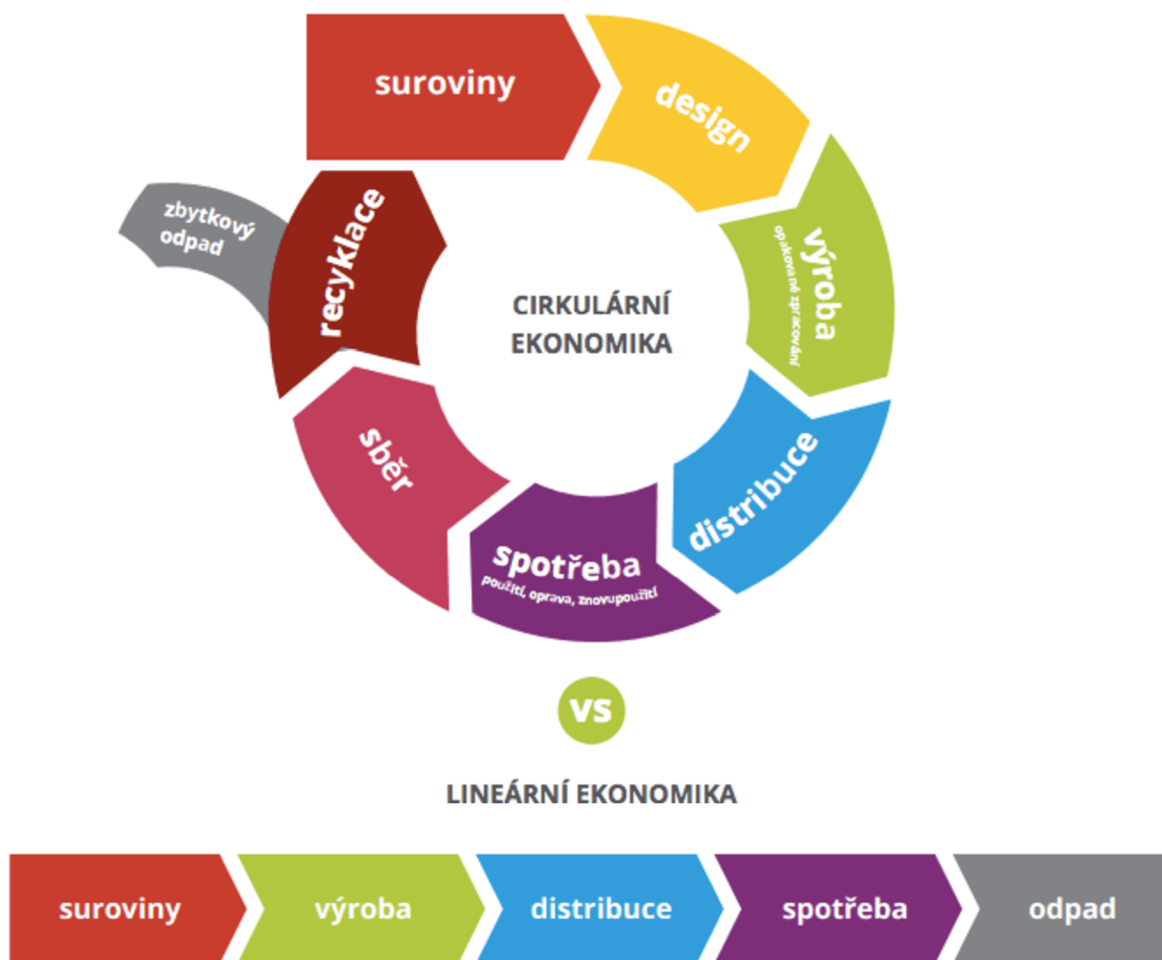 suroviny
design
výroba
opakované zpracování
distribuce
spotřeba
použití, oprava, znovupoužití
sběr
recyklace
zbytkový
odpad
CIRKULÁRNÍ
EKONOMIKA
VS
LINEÁRNÍ EKONOMIKA
suroviny
výroba
distribuce
spotřeba
odpad